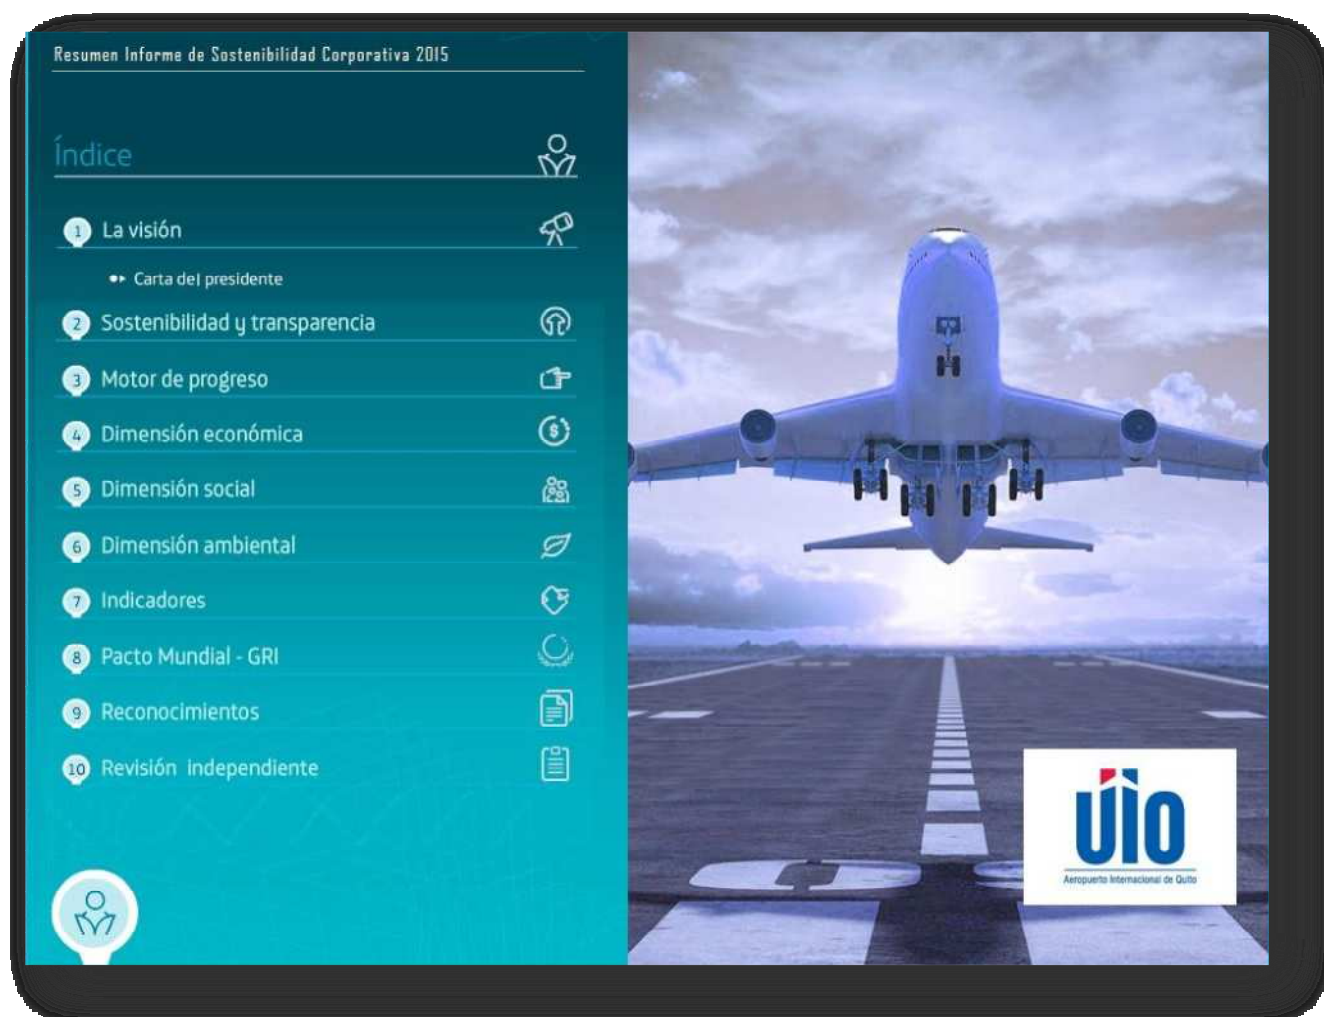 Resumen Informe de Sostenibilidad Corporativa 2015
Índice
1 La visión
Carta del presidente
2 Sostenibilidad y transparencia
3 Motor de progreso
4 Dimensión económica
5 Dimensión social
6 Dimensión ambiental
7 Indicadores
8 Pacto Mundial - GRI
9 Reconocimientos
10 Revisión independiente
UIO
Aeropuerto Internacional de Quito